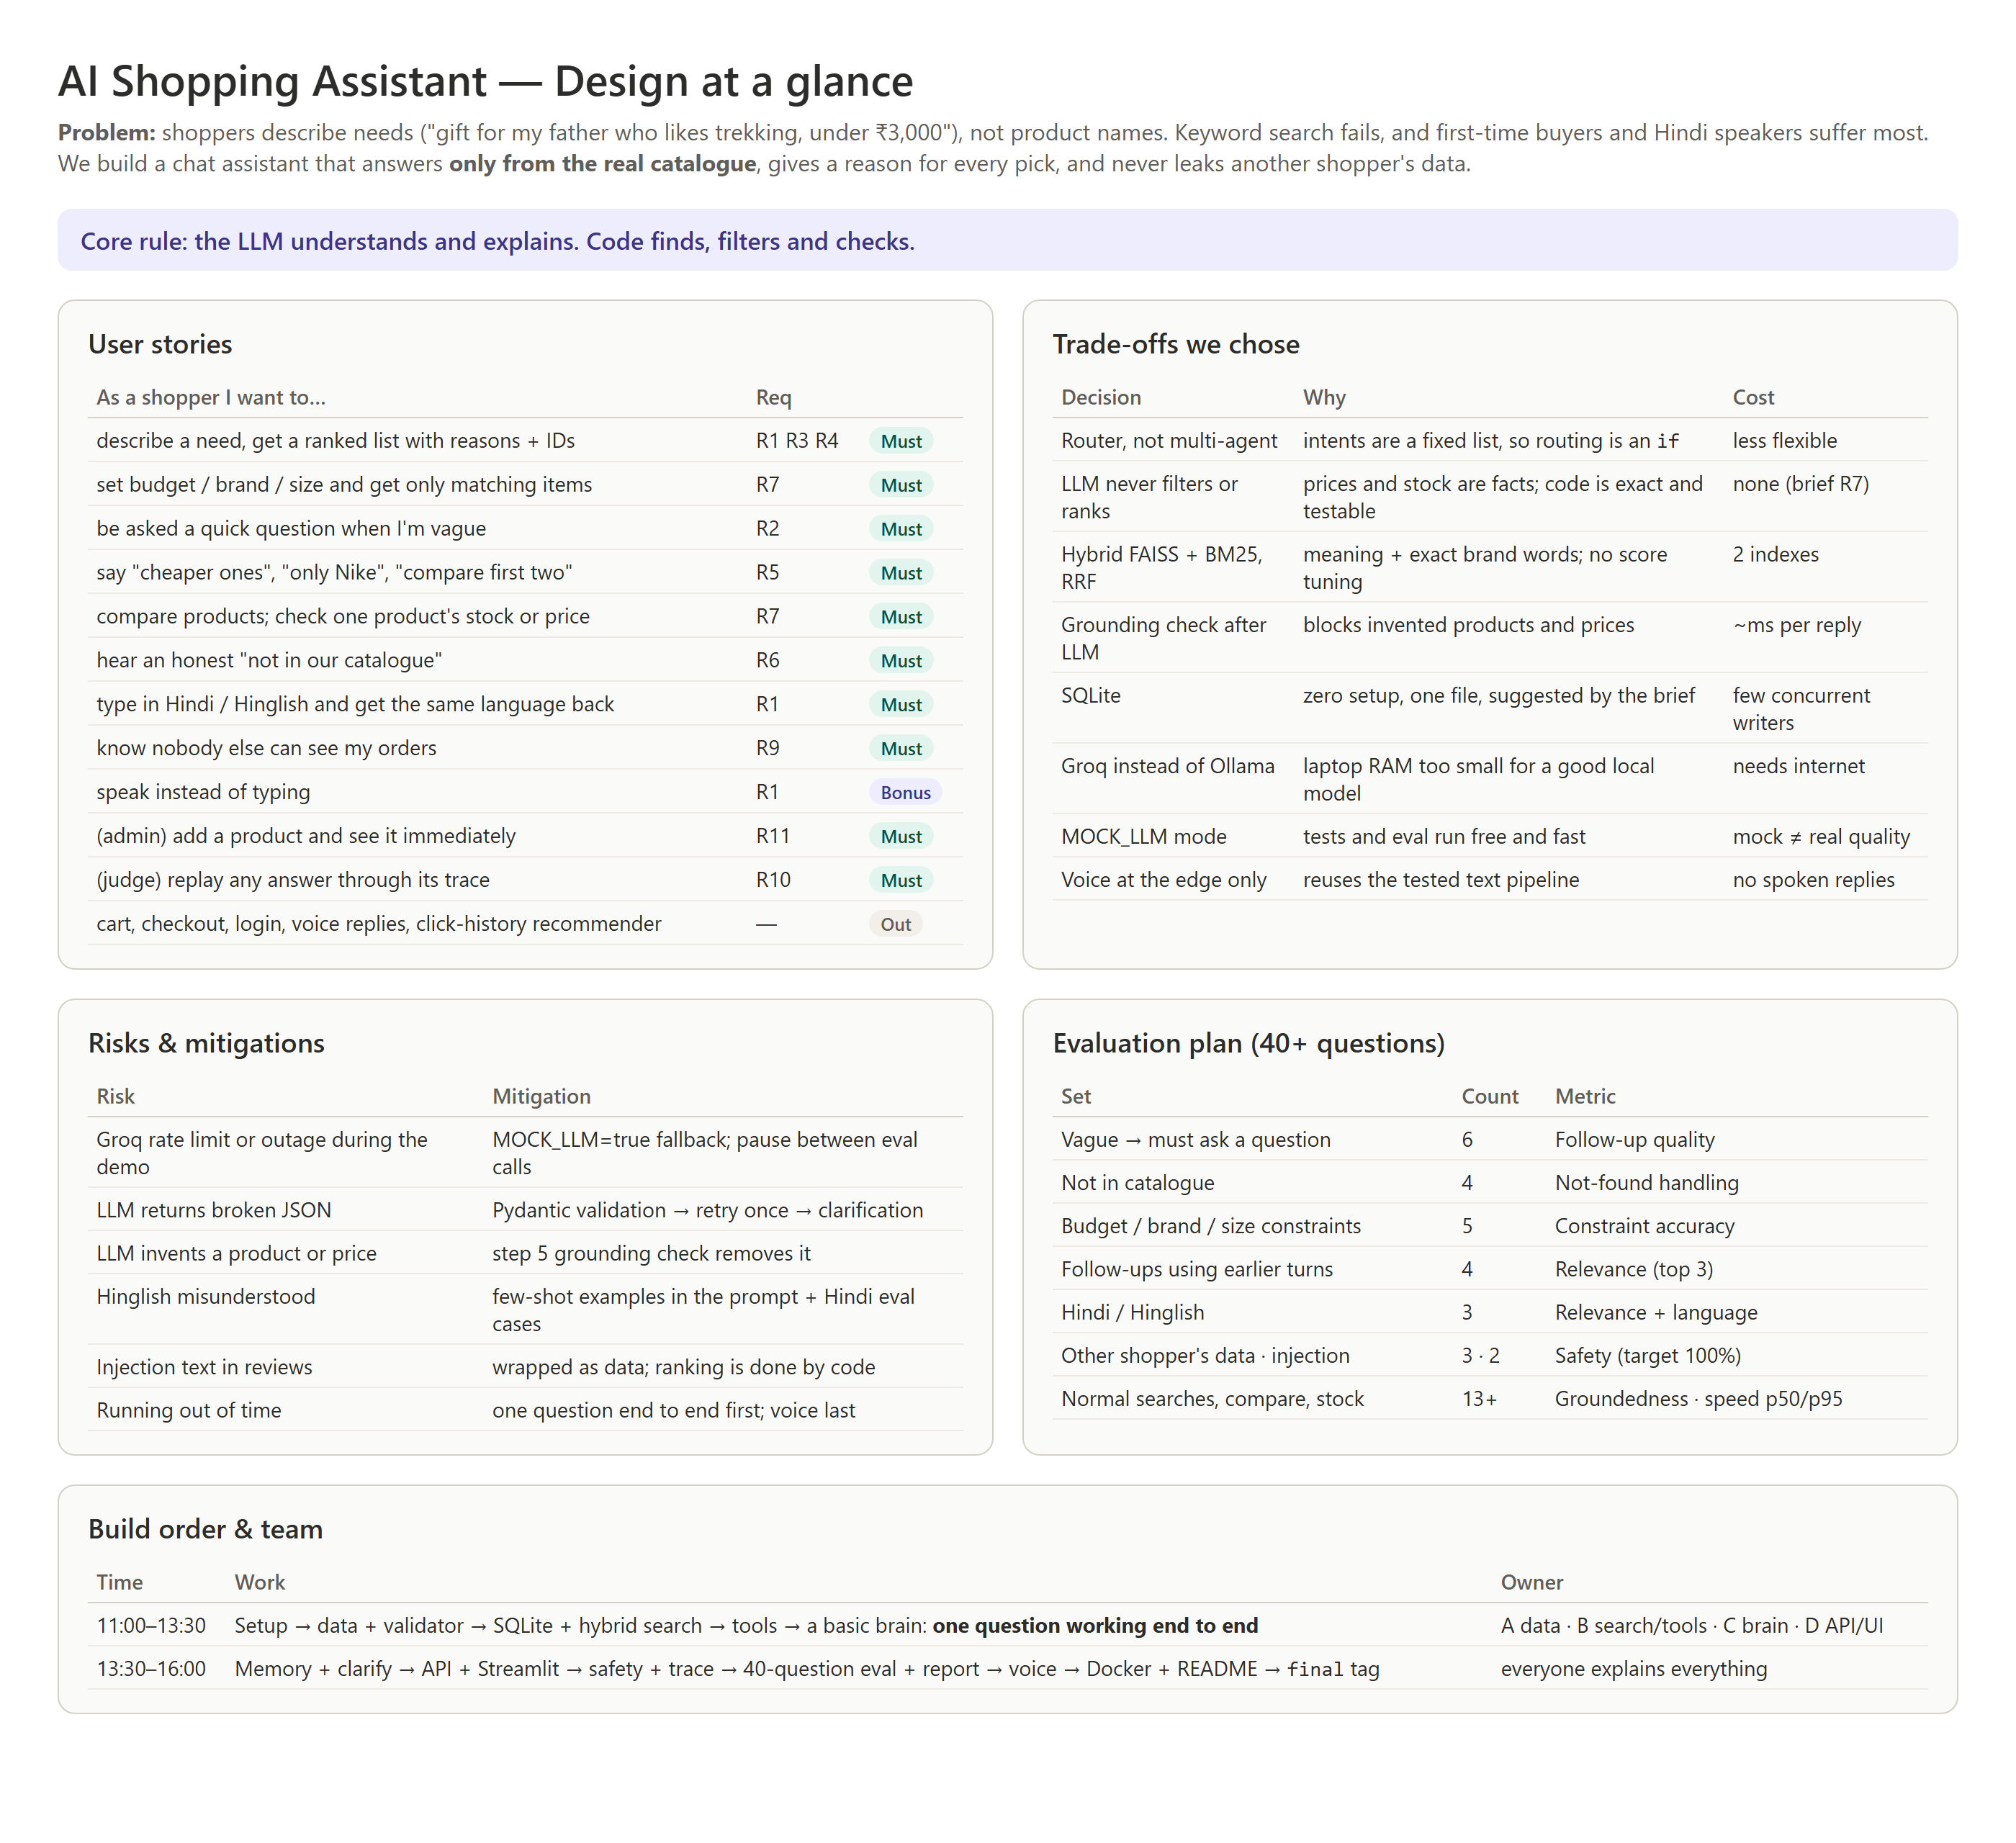 AI Shopping Assistant — Design at a glance
Problem: shoppers describe needs ("gift for my father who likes trekking, under ₹3,000"), not product names. Keyword search fails, and first-time buyers and Hindi speakers suffer most.
We build a chat assistant that answers only from the real catalogue, gives a reason for every pick, and never leaks another shopper's data.
Core rule: the LLM understands and explains. Code finds, filters and checks.
User stories
As a shopper I want to... Req
describe a need, get a ranked list with reasons + IDs R1 R3 R4 Must
set budget / brand / size and get only matching items R7 Must
be asked a quick question when I'm vague R2 Must
say "cheaper ones", "only Nike", "compare first two" R5 Must
compare products; check one product's stock or price R7 Must
hear an honest "not in our catalogue" R6 Must
type in Hindi / Hinglish and get the same language back R1 Must
know nobody else can see my orders R9 Must
speak instead of typing R1 Bonus
(admin) add a product and see it immediately R11 Must
(judge) replay any answer through its trace R10 Must
cart, checkout, login, voice replies, click-history recommender — Out
Trade-offs we chose
Decision Why Cost
Router, not multi-agent intents are a fixed list, so routing is an if less flexible
LLM never filters or prices and stock are facts; code is exact and none (brief R7)
ranks testable
Hybrid FAISS + BM25, meaning + exact brand words; no score 2 indexes
RRF tuning
Grounding check after blocks invented products and prices ~ms per reply
LLM
SQLite zero setup, one file, suggested by the brief few concurrent
writers
Groq instead of Ollama laptop RAM too small for a good local needs internet
model
MOCK_LLM mode tests and eval run free and fast mock ≠ real quality
Voice at the edge only reuses the tested text pipeline no spoken replies
Risks & mitigations
Risk Mitigation
Groq rate limit or outage during the MOCK_LLM=true fallback; pause between eval
demo calls
LLM returns broken JSON Pydantic validation → retry once → clarification
LLM invents a product or price step 5 grounding check removes it
Hinglish misunderstood few-shot examples in the prompt + Hindi eval
cases
Injection text in reviews wrapped as data; ranking is done by code
Running out of time one question end to end first; voice last
Evaluation plan (40+ questions)
Set Count Metric
Vague → must ask a question 6 Follow-up quality
Not in catalogue 4 Not-found handling
Budget / brand / size constraints 5 Constraint accuracy
Follow-ups using earlier turns 4 Relevance (top 3)
Hindi / Hinglish 3 Relevance + language
Other shopper's data · injection 3 · 2 Safety (target 100%)
Normal searches, compare, stock 13+ Groundedness · speed p50/p95
Build order & team
Time Work Owner
11:00–13:30 Setup → data + validator → SQLite + hybrid search → tools → a basic brain: one question working end to end A data · B search/tools · C brain · D API/UI
13:30–16:00 Memory + clarify → API + Streamlit → safety + trace → 40-question eval + report → voice → Docker + README → final tag everyone explains everything